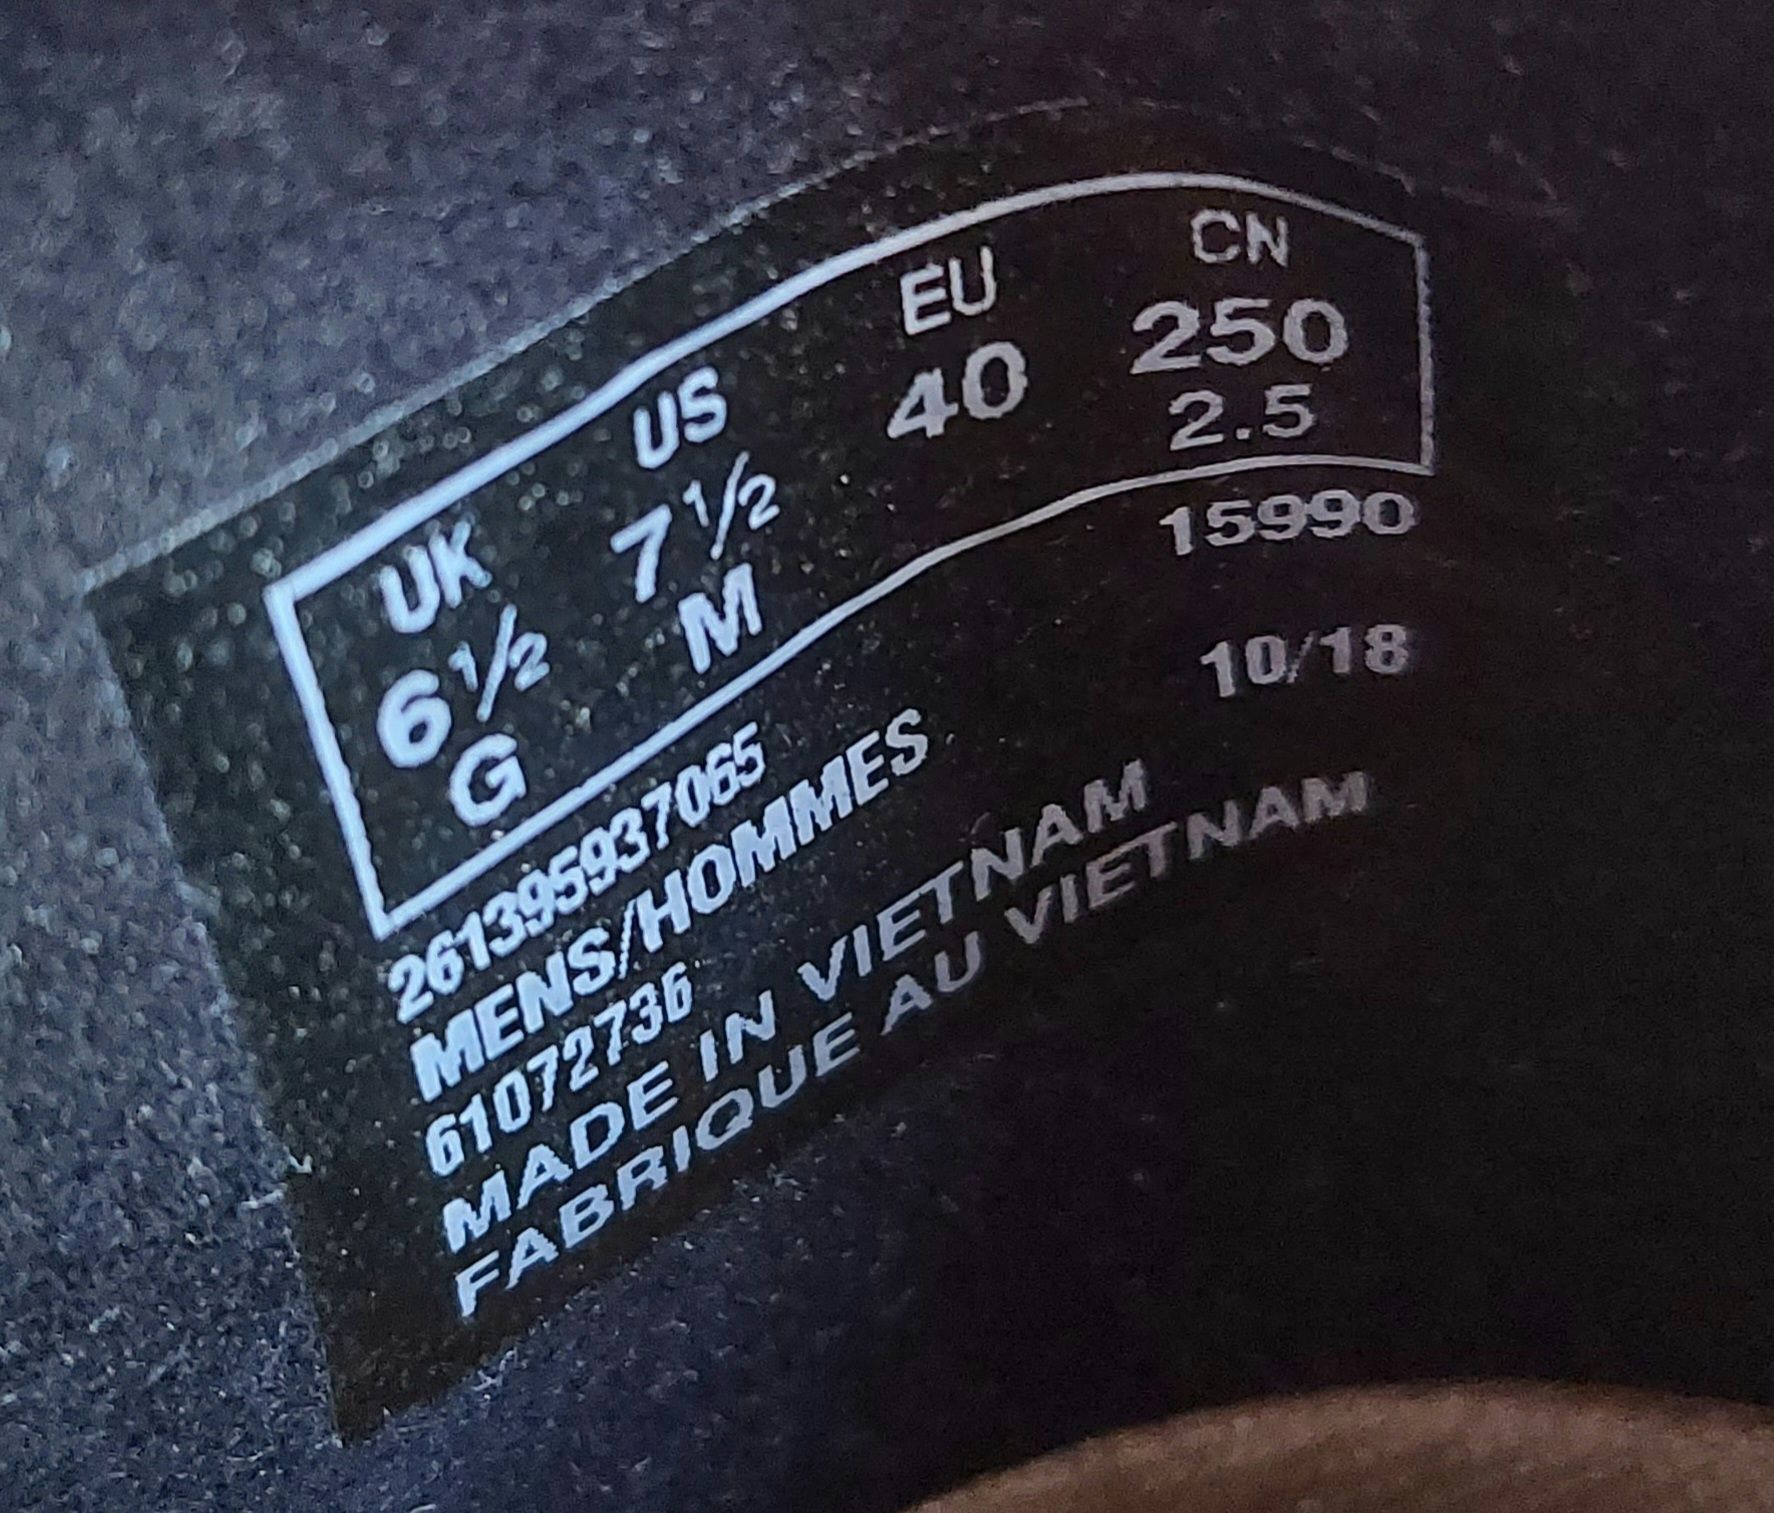 UK US EU CN
6½ 7½ 40 250
G M 2.5
261395937065 15990
MENS/HOMMES
61072736 10/18
MADE IN VIETNAM
FABRIQUE AU VIETNAM